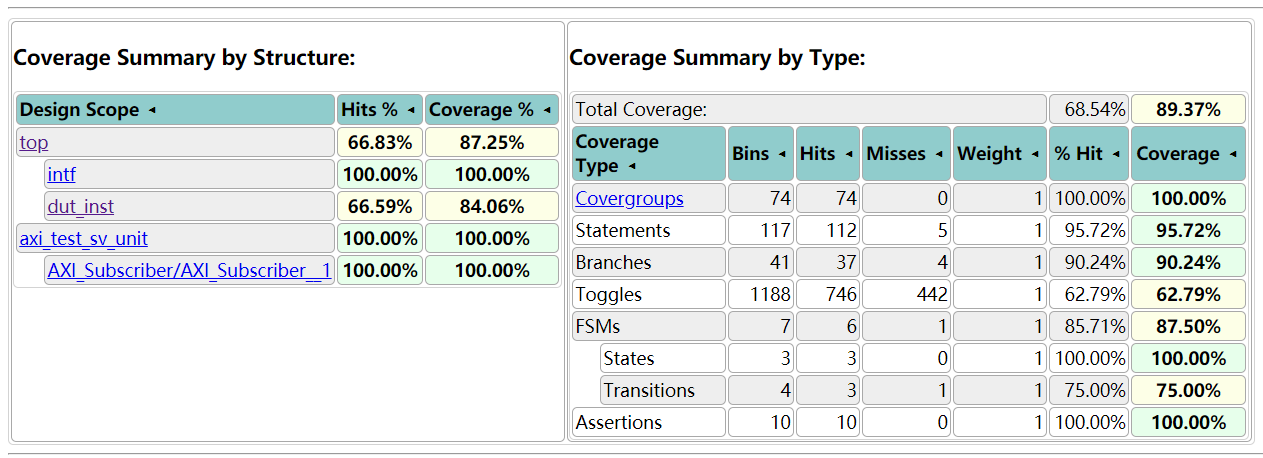 Coverage Summary by Structure:
Design Scope ◂ Hits % ◂ Coverage % ◂
top 66.83% 87.25%
intf 100.00% 100.00%
dut_inst 66.59% 84.06%
axi_test_sv_unit 100.00% 100.00%
AXI_Subscriber/AXI_Subscriber__1 100.00% 100.00%
Coverage Summary by Type:
Total Coverage: 68.54% 89.37%
Coverage
Type ◂ Bins ◂ Hits ◂ Misses ◂ Weight ◂ % Hit ◂ Coverage ◂
Covergroups 74 74 0 1 100.00% 100.00%
Statements 117 112 5 1 95.72% 95.72%
Branches 41 37 4 1 90.24% 90.24%
Toggles 1188 746 442 1 62.79% 62.79%
FSMs 7 6 1 1 85.71% 87.50%
States 3 3 0 1 100.00% 100.00%
Transitions 4 3 1 1 75.00% 75.00%
Assertions 10 10 0 1 100.00% 100.00%